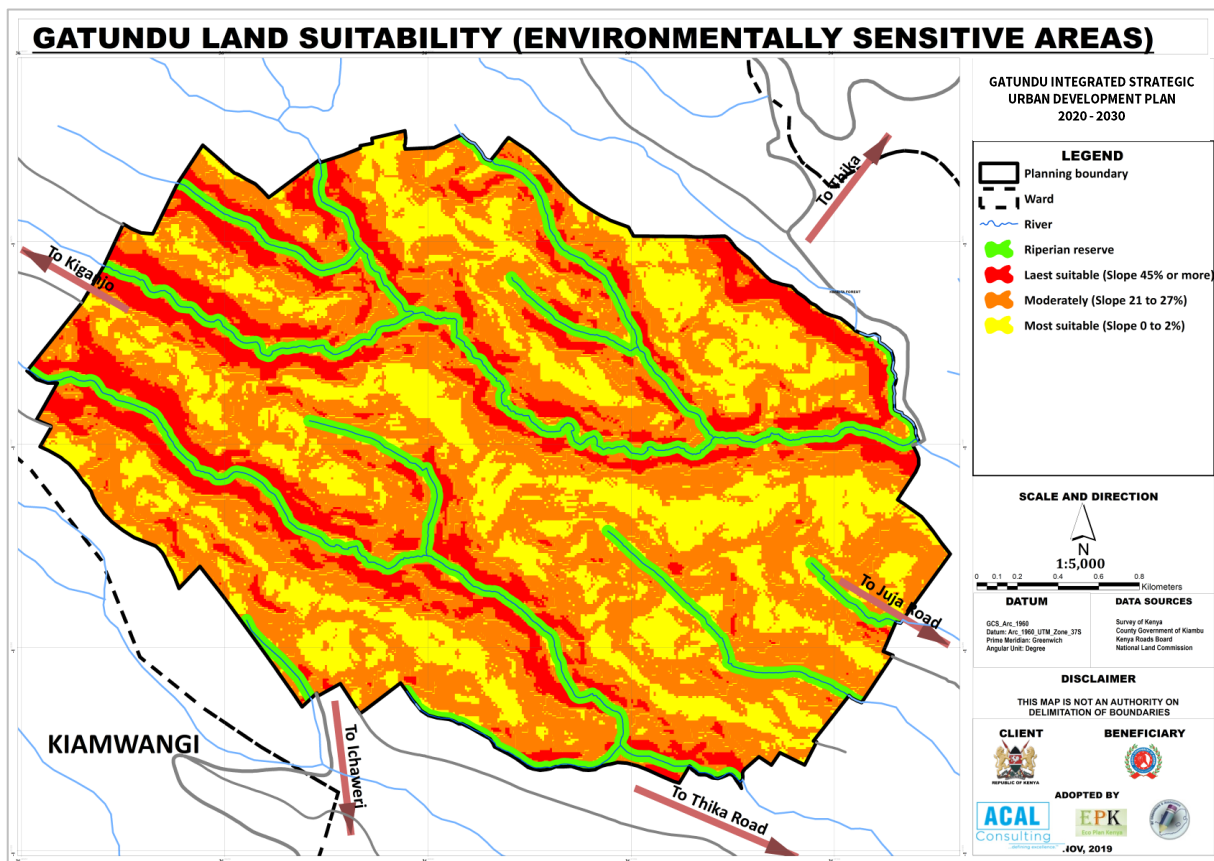 GATUNDU LAND SUITABILITY (ENVIRONMENTALLY SENSITIVE AREAS)
To Thika
To Kiganjo
To Juja Road
KIAMWANGI
To Ichaweri
To Thika Road
GATUNDU INTEGRATED STRATEGIC
URBAN DEVELOPMENT PLAN
2020 - 2030
LEGEND
Planning boundary
Ward
River
Riperian reserve
Laest suitable (Slope 45% or more)
Moderately (Slope 21 to 27%)
Most suitable (Slope 0 to 2%)
SCALE AND DIRECTION
N
1:5,000
0 0.1 0.2 0.4 0.6 0.8
Kilometers
DATUM
GCS_Arc_1960
Datum: Arc_1960_UTM_Zone_37S
Prime Meridian: Greenwich
Angular Unit: Degree
DATA SOURCES
Survey of Kenya
County Government of Kiambu
Kenya Roads Board
National Land Commission
DISCLAIMER
THIS MAP IS NOT AN AUTHORITY ON
DELIMITATION OF BOUNDARIES
CLIENT
REPUBLIC OF KENYA
BENEFICIARY
ADOPTED BY
ACAL
Consulting
..defining excellence
EPK
Eco Plan Kenya
NOV, 2019